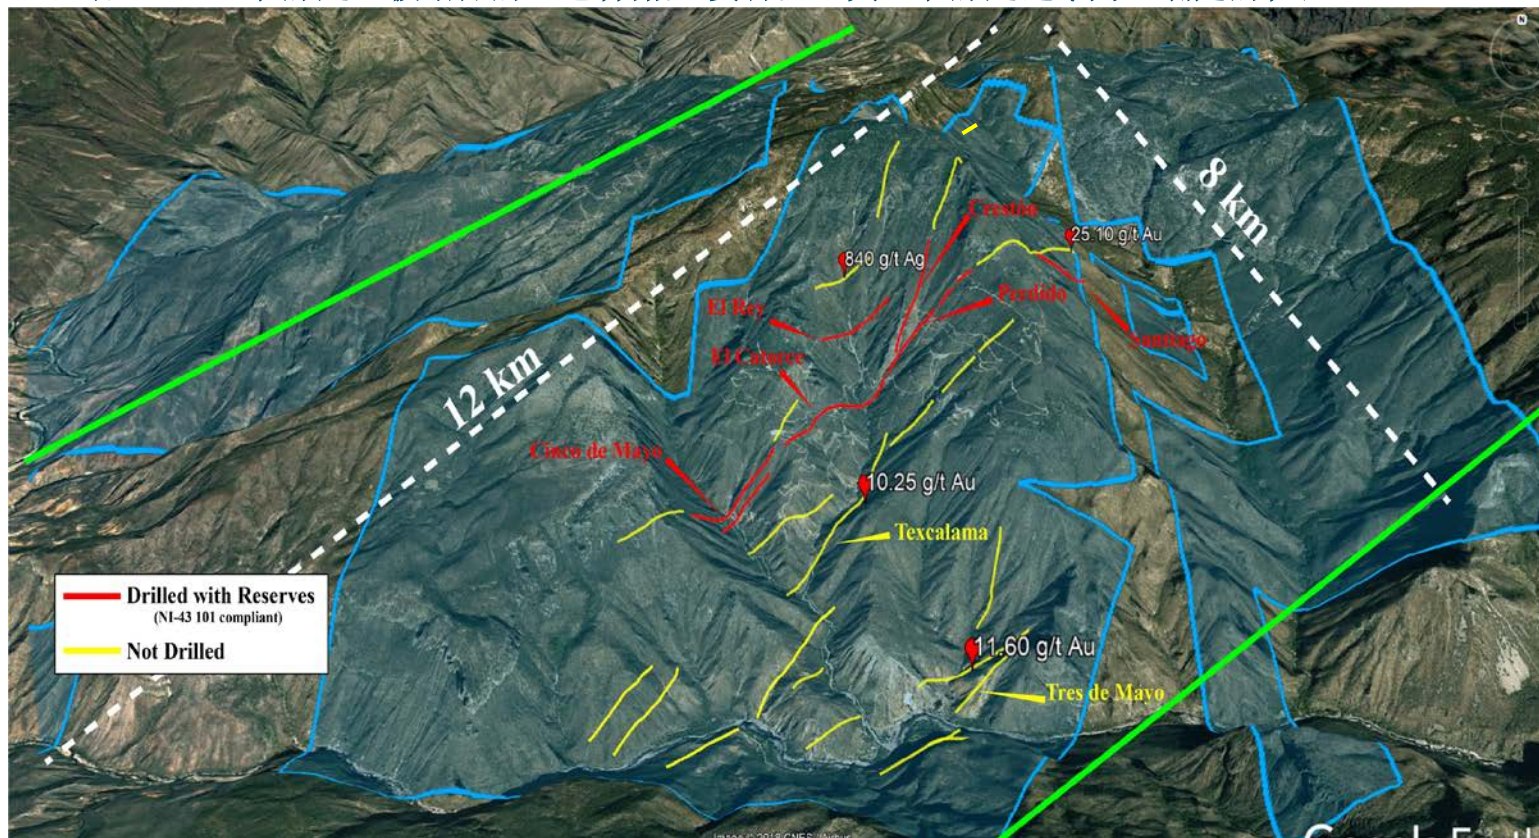 N
8 km
Crestón
25.10 g/t Au
840 g/t Ag
Perdido
El Rey
Santiago
El Catorce
12 km
Cinco de Mayo
10.25 g/t Au
Texcalama
Drilled with Reserves
(NI-43 101 compliant)
Not Drilled
11.60 g/t Au
Tres de Mayo